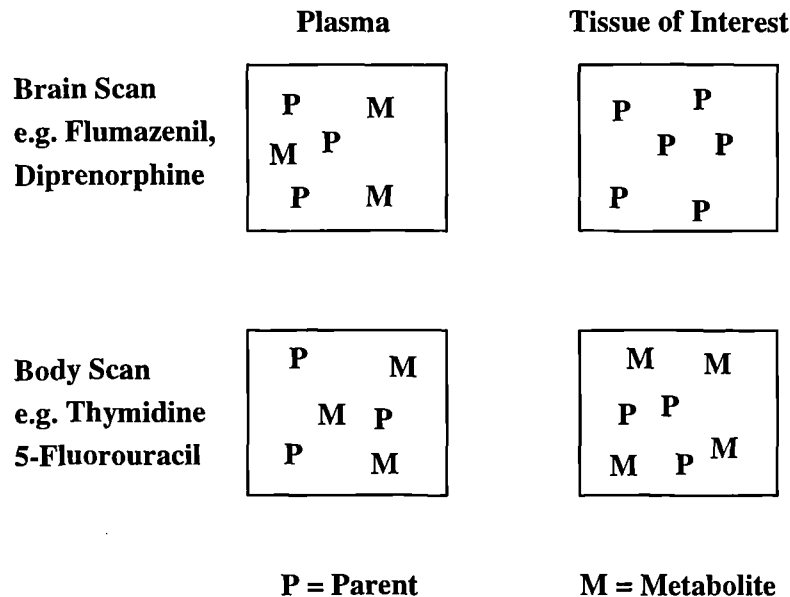 Plasma Tissue of Interest
Brain Scan
e.g. Flumazenil,
Diprenorphine
P M
M P
P M
P P
P P
P P
Body Scan
e.g. Thymidine
5-Fluorouracil
P M
M P
P M
M M
P P
M P M
P = Parent M = Metabolite